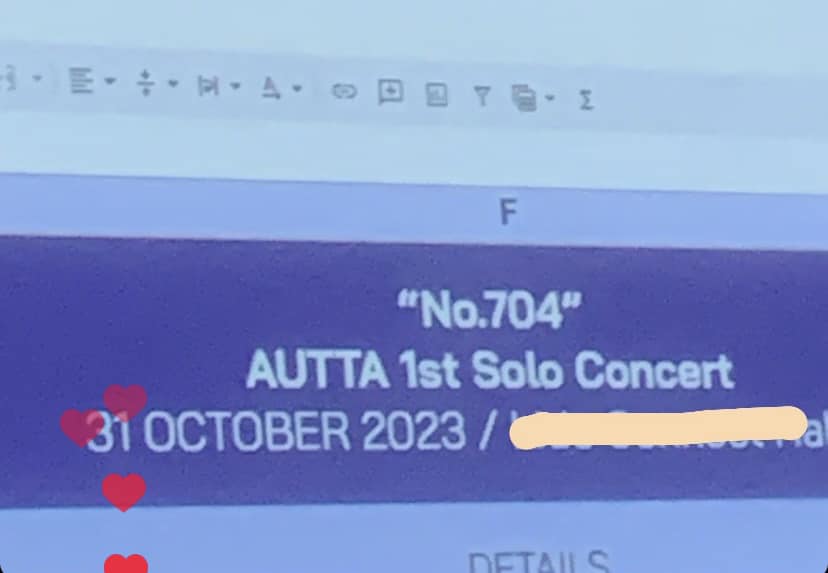 F
“No.704”
AUTTA 1st Solo Concert
31 OCTOBER 2023 /
DETAILS